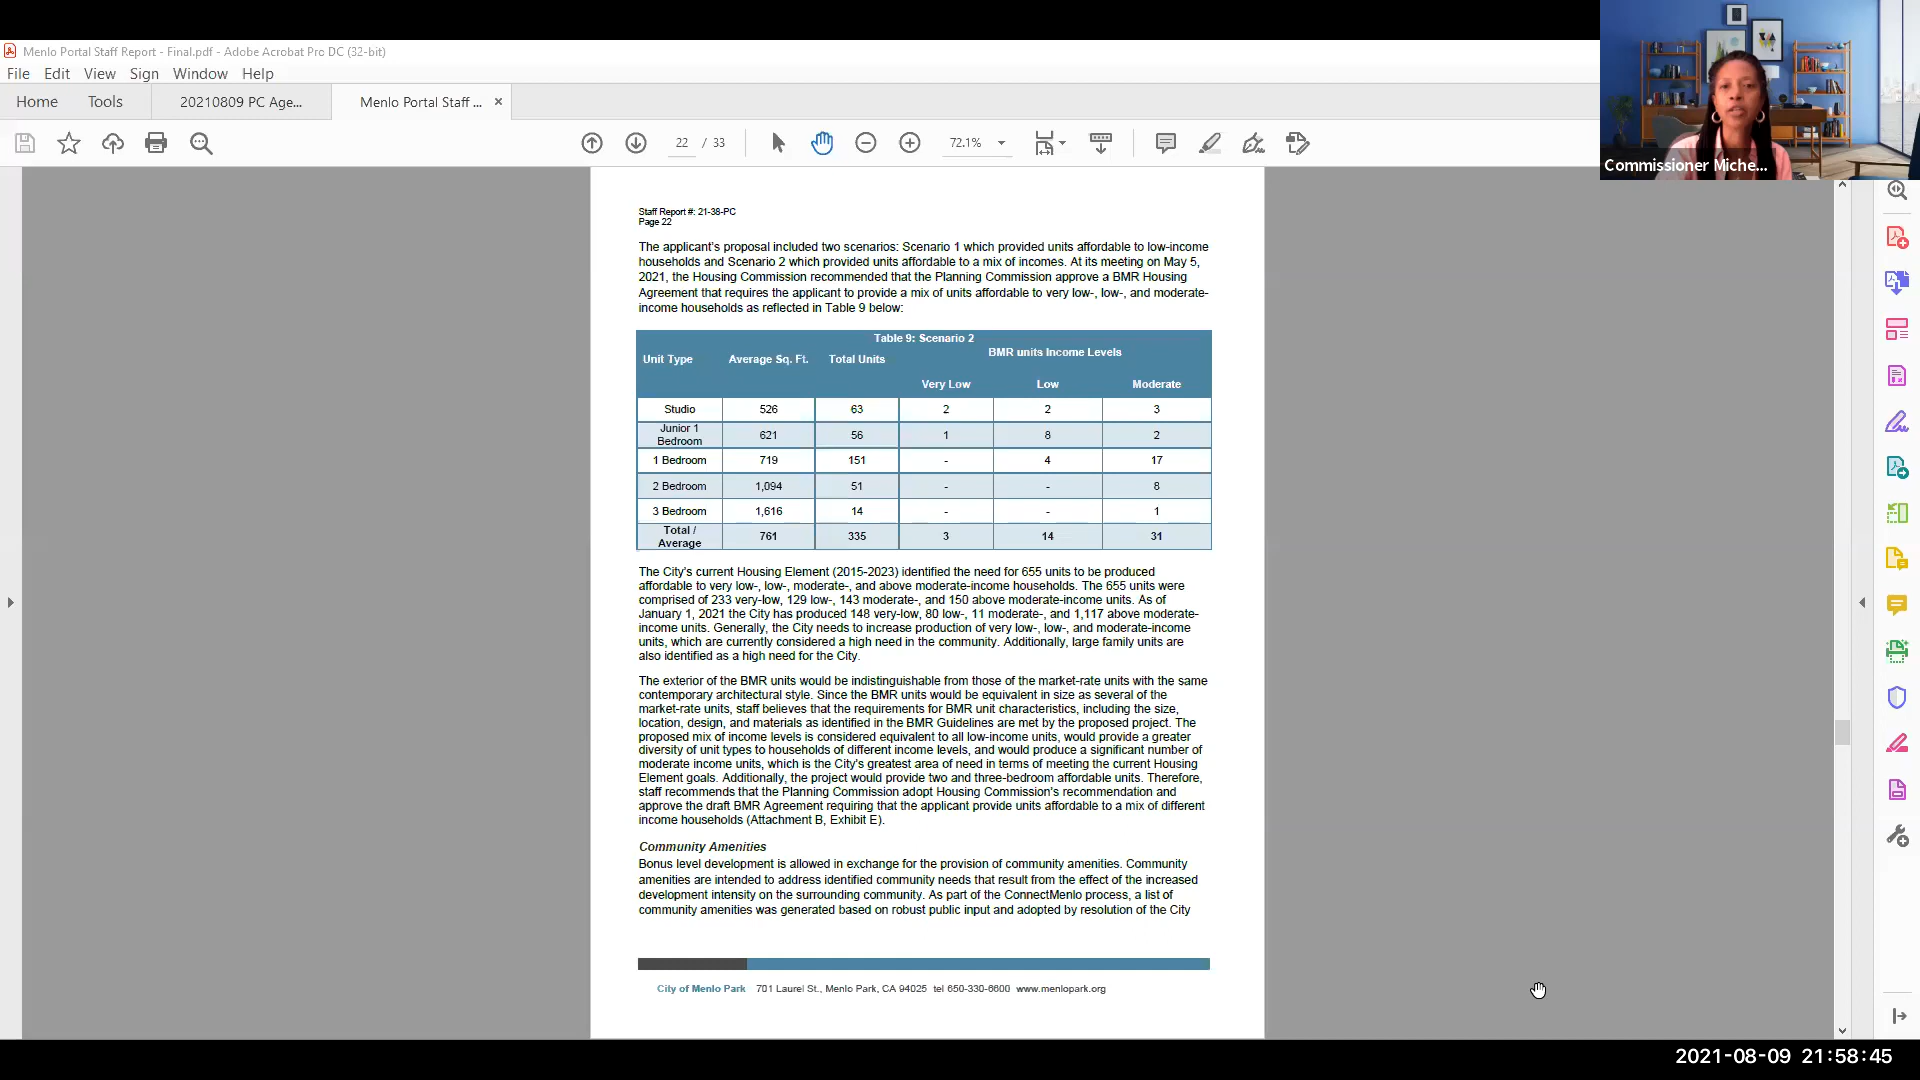 Menlo Portal Staff Report - Final.pdf - Adobe Acrobat Pro DC (32-bit)
File Edit View Sign Window Help
Home Tools 20210809 PC Age... Menlo Portal Staff ... ×
22 / 33 72.1%
Commissioner Miche...
Staff Report #: 21-38-PC
Page 22
The applicant's proposal included two scenarios: Scenario 1 which provided units affordable to low-income
households and Scenario 2 which provided units affordable to a mix of incomes. At its meeting on May 5,
2021, the Housing Commission recommended that the Planning Commission approve a BMR Housing
Agreement that requires the applicant to provide a mix of units affordable to very low-, low-, and moderate-
income households as reflected in Table 9 below:
Table 9: Scenario 2
Unit Type Average Sq. Ft. Total Units BMR units Income Levels
Very Low Low Moderate
Studio 526 63 2 2 3
Junior 1
Bedroom 621 56 1 8 2
1 Bedroom 719 151 - 4 17
2 Bedroom 1,094 51 - - 8
3 Bedroom 1,616 14 - - 1
Total /
Average 761 335 3 14 31
The City's current Housing Element (2015-2023) identified the need for 655 units to be produced
affordable to very low-, low-, moderate-, and above moderate-income households. The 655 units were
comprised of 233 very-low, 129 low-, 143 moderate-, and 150 above moderate-income units. As of
January 1, 2021 the City has produced 148 very-low, 80 low-, 11 moderate-, and 1,117 above moderate-
income units. Generally, the City needs to increase production of very low-, low-, and moderate-income
units, which are currently considered a high need in the community. Additionally, large family units are
also identified as a high need for the City.
The exterior of the BMR units would be indistinguishable from those of the market-rate units with the same
contemporary architectural style. Since the BMR units would be equivalent in size as several of the
market-rate units, staff believes that the requirements for BMR unit characteristics, including the size,
location, design, and materials as identified in the BMR Guidelines are met by the proposed project. The
proposed mix of income levels is considered equivalent to all low-income units, would provide a greater
diversity of unit types to households of different income levels, and would produce a significant number of
moderate income units, which is the City's greatest area of need in terms of meeting the current Housing
Element goals. Additionally, the project would provide two and three-bedroom affordable units. Therefore,
staff recommends that the Planning Commission adopt Housing Commission's recommendation and
approve the draft BMR Agreement requiring that the applicant provide units affordable to a mix of different
income households (Attachment B, Exhibit E).
Community Amenities
Bonus level development is allowed in exchange for the provision of community amenities. Community
amenities are intended to address identified community needs that result from the effect of the increased
development intensity on the surrounding community. As part of the ConnectMenlo process, a list of
community amenities was generated based on robust public input and adopted by resolution of the City
City of Menlo Park 701 Laurel St., Menlo Park, CA 94025 tel 650-330-6600 www.menlopark.org
2021-08-09 21:58:45